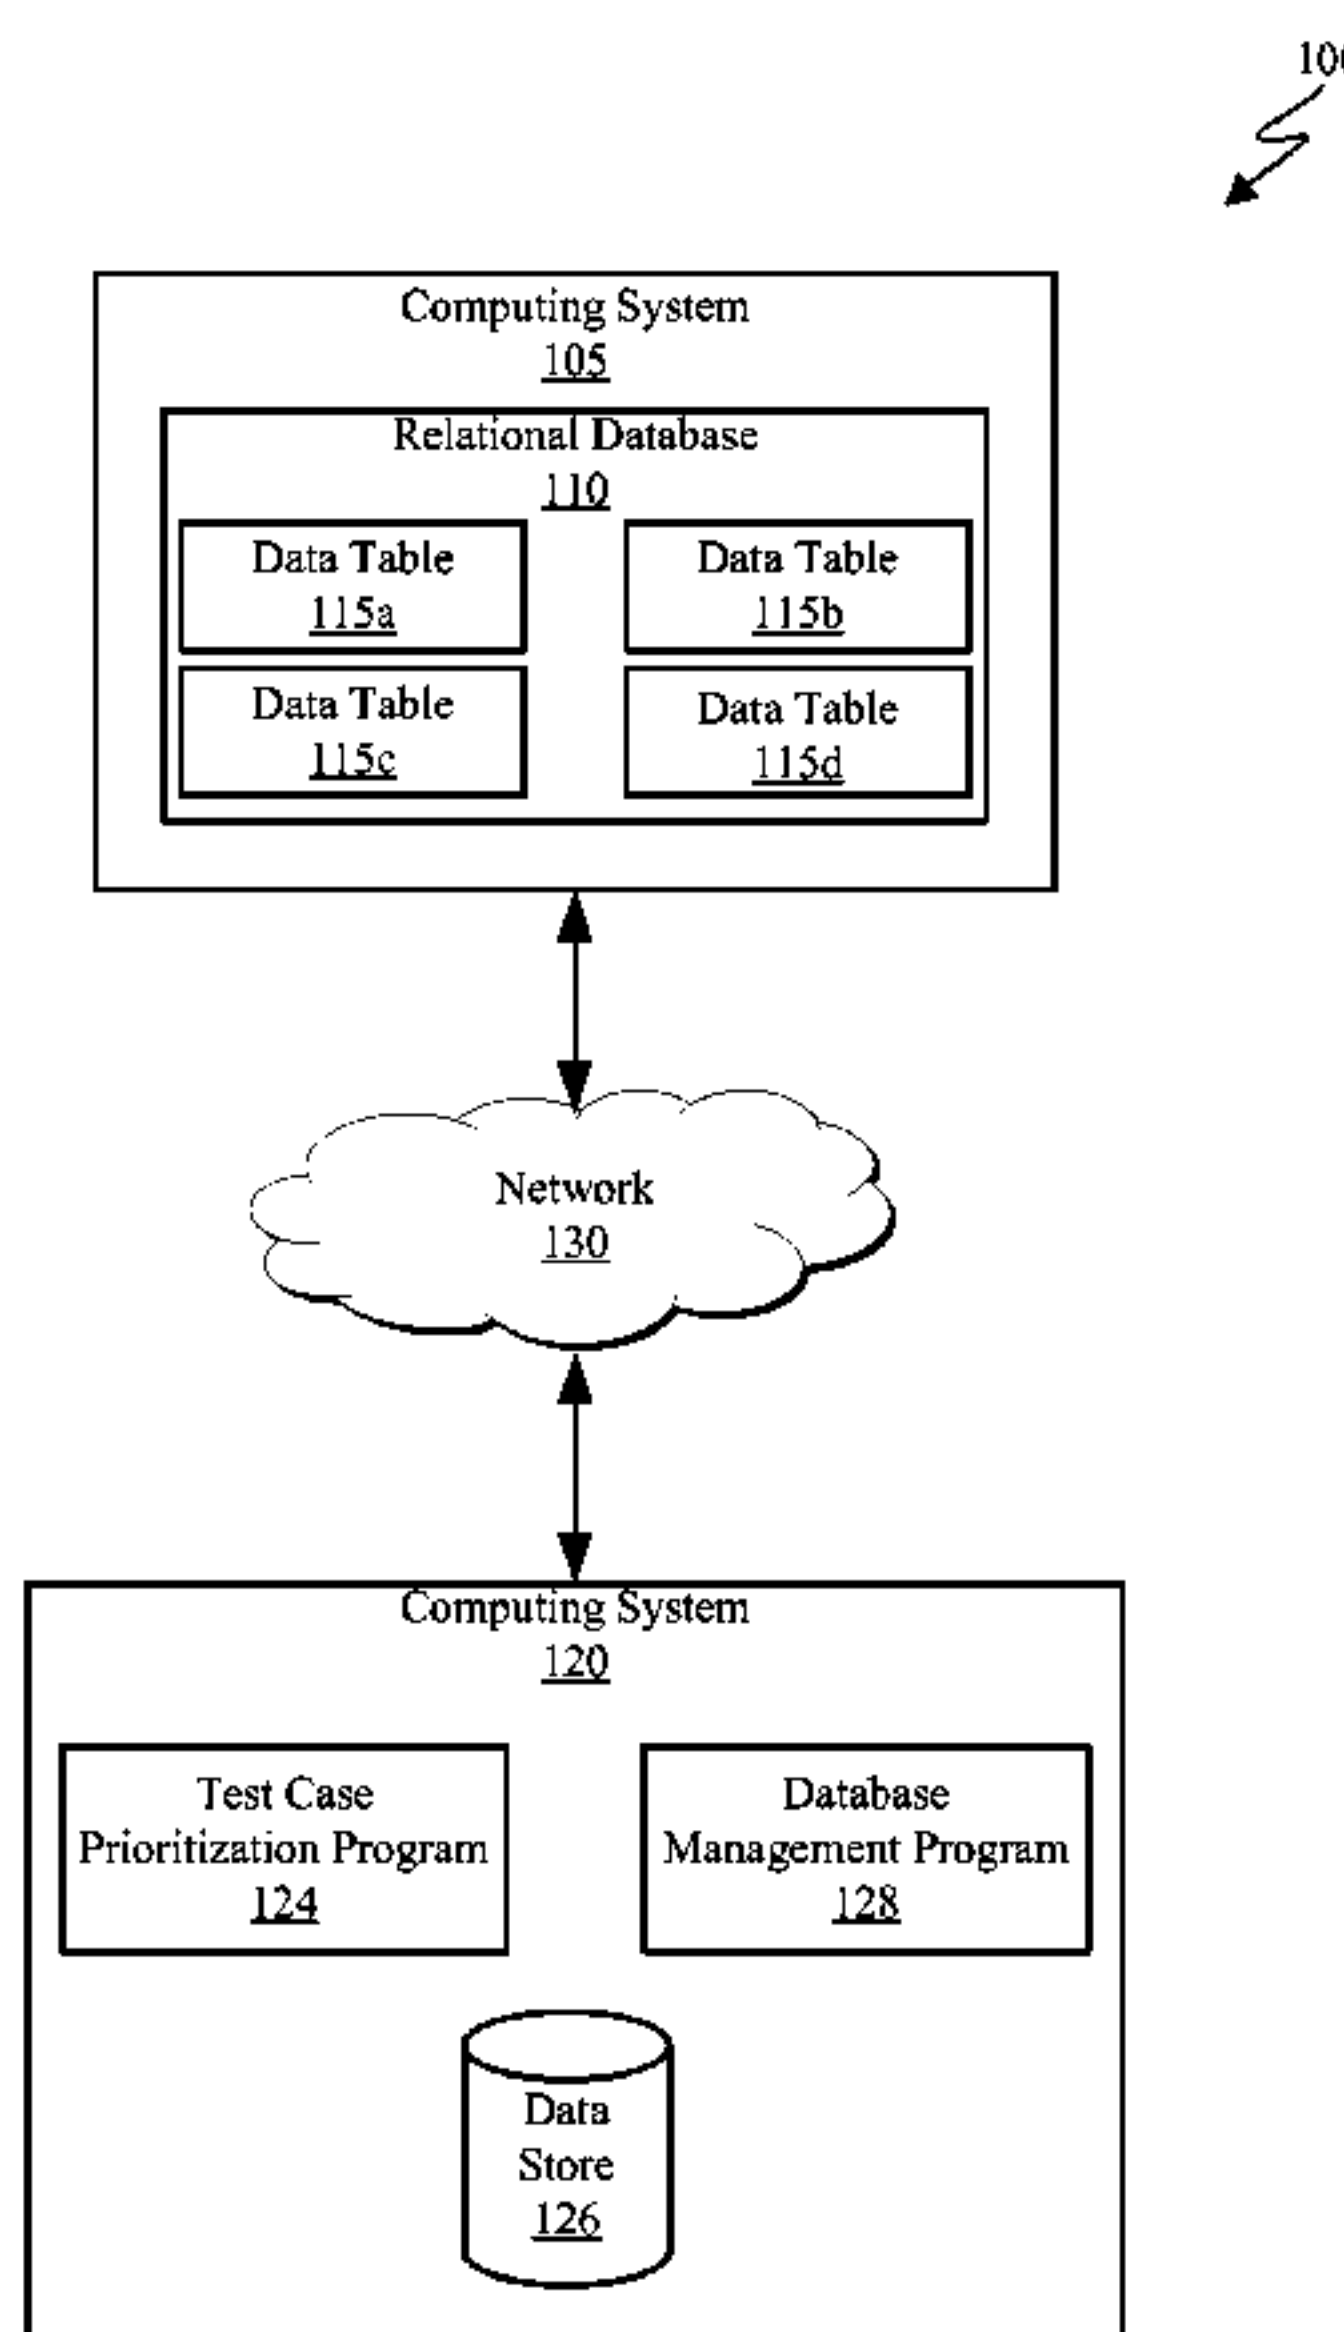 Computing System
105
Relational Database
110
Data Table
115a
Data Table
115b
Data Table
115c
Data Table
115d
Network
130
Computing System
120
Test Case
Prioritization Program
124
Database
Management Program
128
Data
Store
126